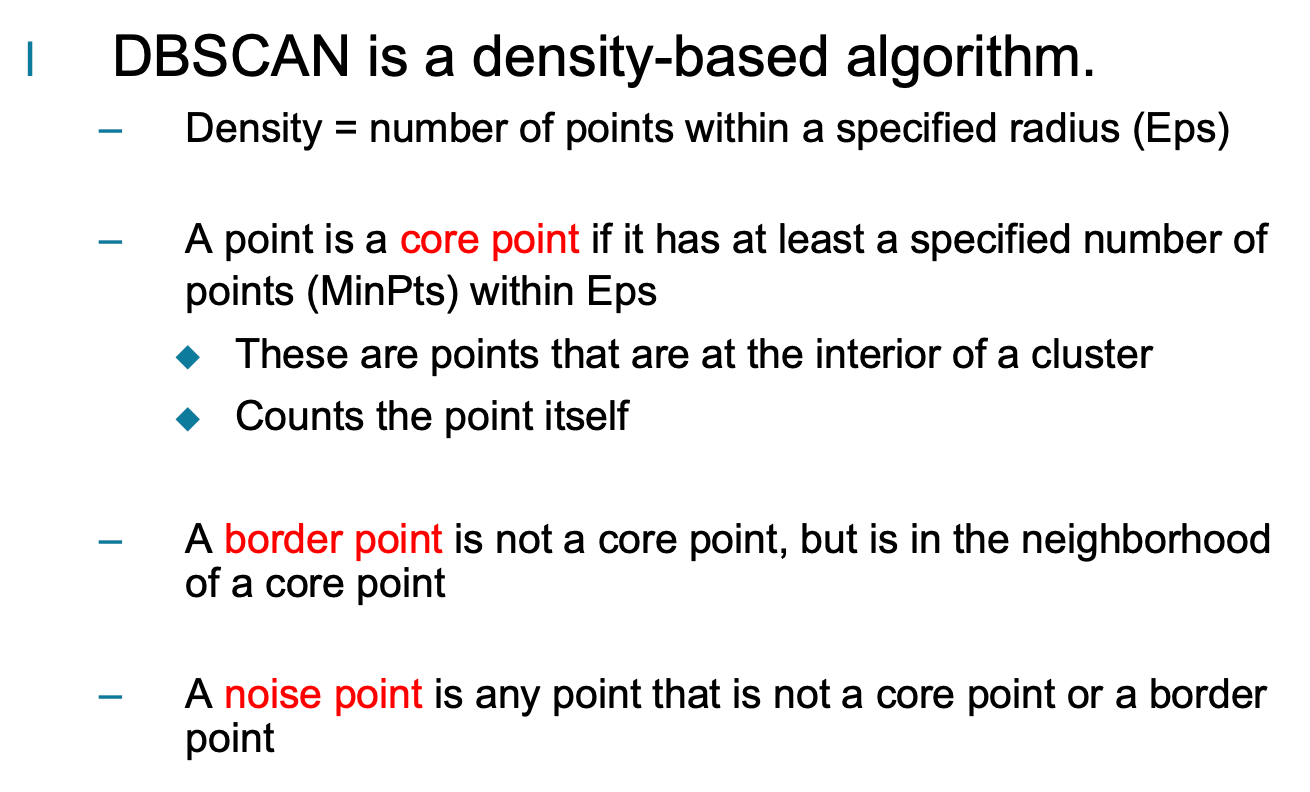 DBSCAN is a density-based algorithm.
– Density = number of points within a specified radius (Eps)
– A point is a core point if it has at least a specified number of
points (MinPts) within Eps
◆ These are points that are at the interior of a cluster
◆ Counts the point itself
– A border point is not a core point, but is in the neighborhood
of a core point
– A noise point is any point that is not a core point or a border
point